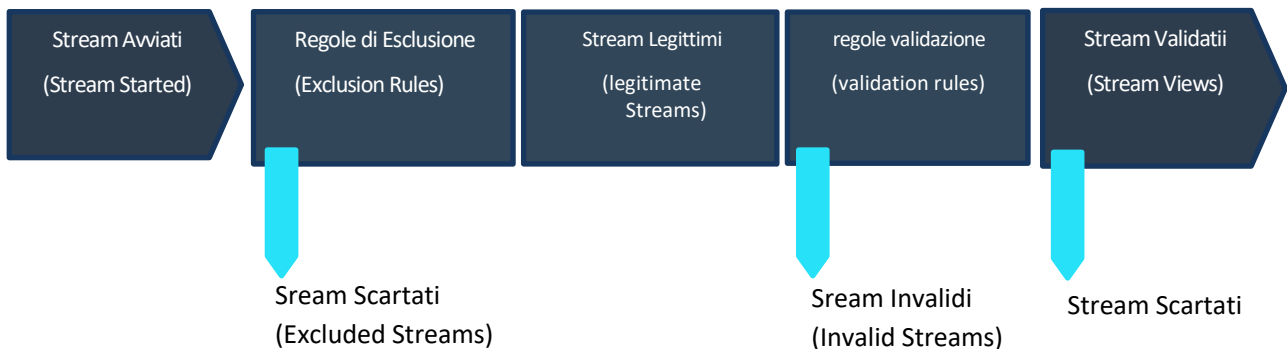 Stream Avviati
(Stream Started)
Regole di Esclusione
(Exclusion Rules)
Stream Legittimi
(legitimate
Streams)
regole validazione
(validation rules)
Stream Validatii
(Stream Views)
Sream Scartati
(Excluded Streams)
Sream Invalidi
(Invalid Streams)
Stream Scartati